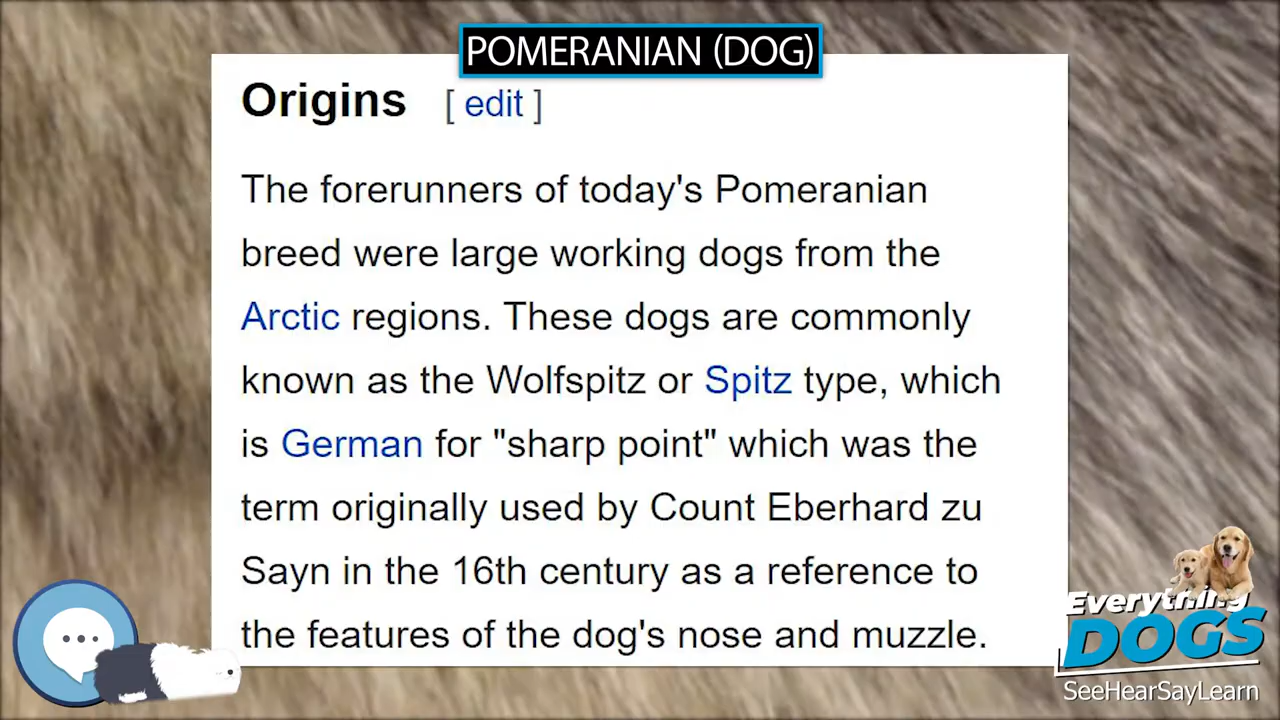 POMERANIAN (DOG)
Origins [ edit ]
The forerunners of today's Pomeranian
breed were large working dogs from the
Arctic regions. These dogs are commonly
known as the Wolfspitz or Spitz type, which
is German for "sharp point" which was the
term originally used by Count Eberhard zu
Sayn in the 16th century as a reference to
the features of the dog's nose and muzzle.
Everything
DOGS
SeeHearSayLearn